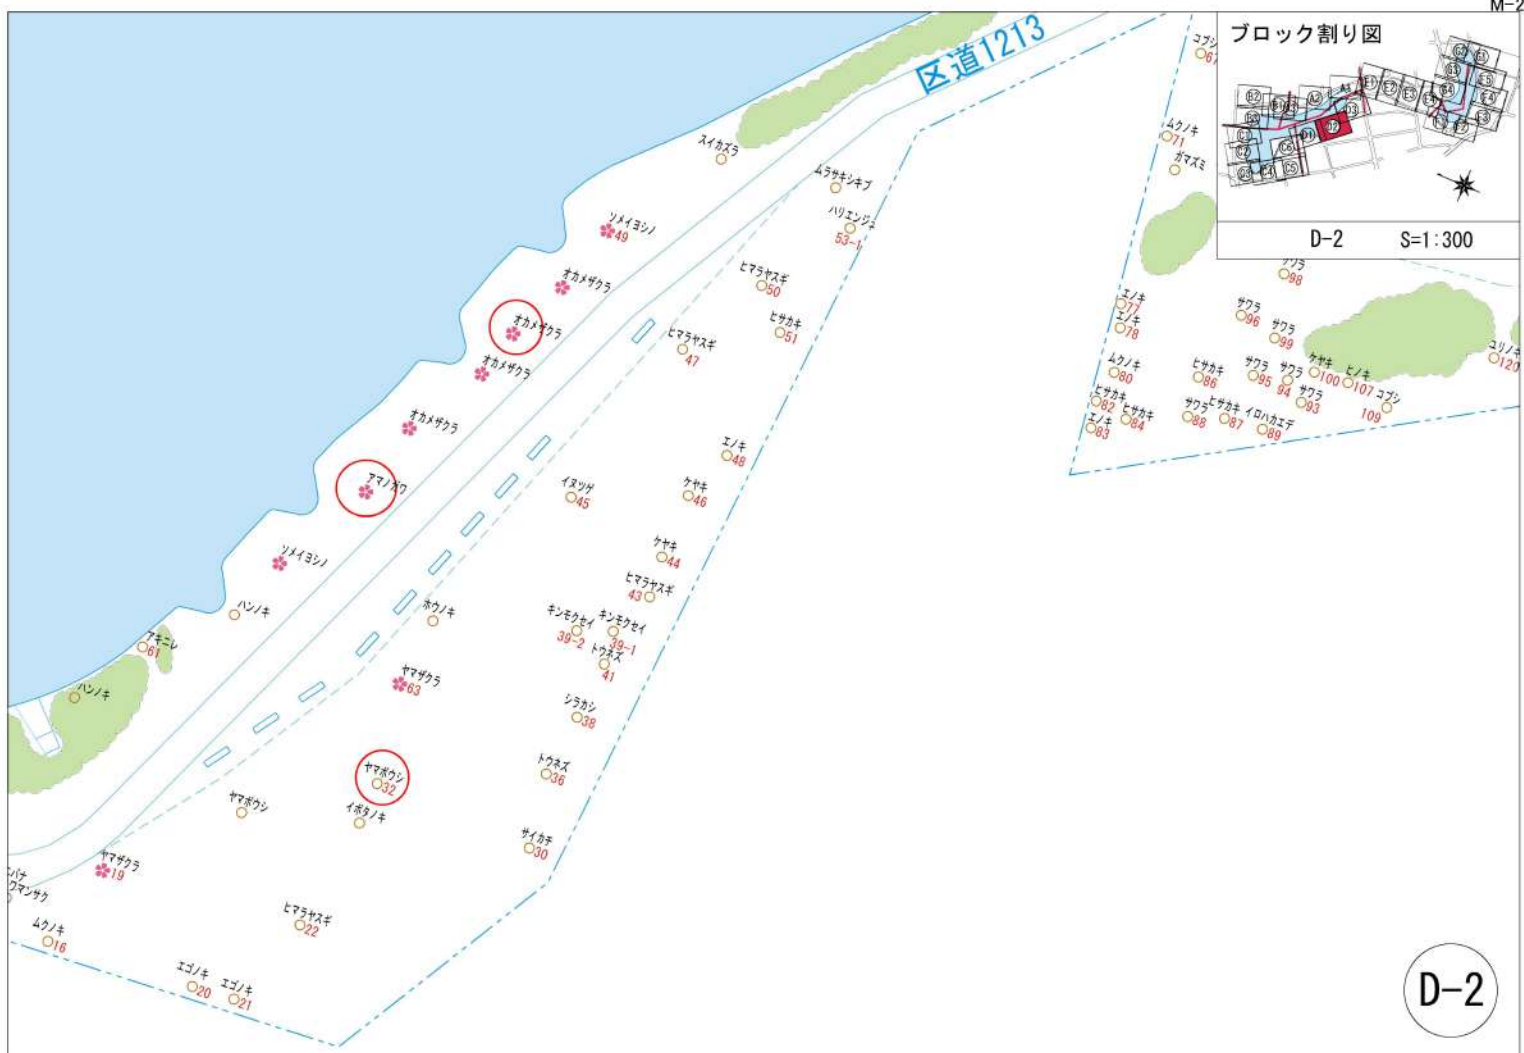 M-2
区道1213
ブロック割り図
D-2 S=1:300
コブシ
67
ムクノキ
71
ガマズミ
スイカズラ
ムラサキシキブ
ハリエンジュ
53-1
ソメイヨシノ
49
オカメザクラ
ヒマラヤスギ
50
オカメザクラ
ヒサカキ
51
ヒマラヤスギ
47
オカメザクラ
オカメザクラ
アマノガワ
ソメイヨシノ
ハンノキ
アキニレ
61
ハンノキ
エノキ
48
イヌツゲ
45
ケヤキ
46
ケヤキ
44
ヒマラヤスギ
43
ホウノキ
キンモクセイ
39-2
キンモクセイ
39-1
トウネズ
41
ヤマザクラ
63
シラカシ
38
ヤマボウシ
32
トウネズ
36
ヤマボウシ
イボタノキ
サイカチ
30
ヤマザクラ
19
ヒマラヤスギ
22
ムクノキ
16
エゴノキ
20
エゴノキ
21
98
エノキ
77
エノキ
78
サワラ
96
サワラ
99
ムクノキ
80
ヒサカキ
86
サワラ
95
サワラ
94
サワラ
93
ケヤキ
100
ヒノキ
107
コブシ
109
ユリノキ
120
ヒサカキ
82
エノキ
83
ヒサカキ
84
サワラ
88
ヒサカキ
87
イロハカエデ
89
D-2